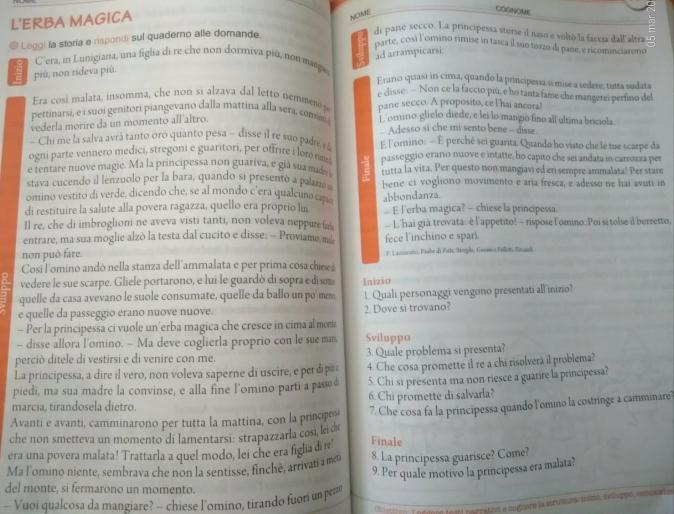 NOME
L'ERBA MAGICA
Leggi la storia e rispondi sul quaderno alle domande.
Inizio
C'era, in Lunigiana, una figlia di re che non dormiva più, non mangiava
più, non rideva più.
Sviluppo
Era così malata, insomma, che non si alzava dal letto nemmeno per
pettinarsi, e i suoi genitori piangevano dalla mattina alla sera, convinti di
vederla morire da un momento all'altro.
– Chi me la salva avrà tanto oro quanto pesa – disse il re suo padre, e da
ogni parte vennero medici, stregoni e guaritori, per offrire i loro rimedi
e tentare nuove magie. Ma la principessa non guariva, e già sua madre
stava cucendo il lenzuolo per la bara, quando si presentò a palazzo un
omino vestito di verde, dicendo che, se al mondo c'era qualcuno capace
di restituire la salute alla povera ragazza, quello era proprio lui.
Il re, che di imbroglioni ne aveva visti tanti, non voleva neppure farlo
entrare, ma sua moglie alzò la testa dal cucito e disse: – Proviamo, male
non può fare.
Così l'omino andò nella stanza dell'ammalata e per prima cosa chiese di
vedere le sue scarpe. Gliele portarono, e lui le guardò di sopra e di sotto:
quelle da casa avevano le suole consumate, quelle da ballo un po' meno,
e quelle da passeggio erano nuove nuove.
– Per la principessa ci vuole un'erba magica che cresce in cima al monte
– disse allora l'omino. – Ma deve coglierla proprio con le sue mani,
perciò ditele di vestirsi e di venire con me.
La principessa, a dire il vero, non voleva saperne di uscire, e per di più a
piedi, ma sua madre la convinse, e alla fine l'omino partì a passo di
marcia, tirandosela dietro.
Avanti e avanti, camminarono per tutta la mattina, con la principessa
che non smetteva un momento di lamentarsi: strapazzarla così, lei che
era una povera malata! Trattarla a quel modo, lei che era figlia di re!
Ma l'omino niente, sembrava che non la sentisse, finché, arrivati a metà
del monte, si fermarono un momento.
– Vuoi qualcosa da mangiare? – chiese l'omino, tirando fuori un pezzo
NOME COGNOME
Sviluppo
di pane secco. La principessa storse il naso e voltò la faccia dall'altra
parte, così l'omino rimise in tasca il suo tozzo di pane, e ricominciarono
ad arrampicarsi.
Finale
Erano quasi in cima, quando la principessa si mise a sedere, tutta sudata
e disse: – Non ce la faccio più, e ho tanta fame che mangerei perfino del
pane secco. A proposito, ce l'hai ancora?
L'omino glielo diede, e lei lo mangiò fino all'ultima briciola.
– Adesso sì che mi sento bene – disse.
E l'omino: – È perché sei guarita. Quando ho visto che le tue scarpe da
passeggio erano nuove e intatte, ho capito che sei andata in carrozza per
tutta la vita. Per questo non mangiavi ed eri sempre ammalata! Per stare
bene ci vogliono movimento e aria fresca, e adesso ne hai avuti in
abbondanza.
– E l'erba magica? – chiese la principessa.
– L'hai già trovata: è l'appetito! – rispose l'omino. Poi si tolse il berretto,
fece l'inchino e sparì.
F. Lazzarato, Fiabe di Fate, Streghe, Gnomi e Folletti, Einaudi
Inizio
1. Quali personaggi vengono presentati all'inizio?
2. Dove si trovano?
Sviluppo
3. Quale problema si presenta?
4. Che cosa promette il re a chi risolverà il problema?
5. Chi si presenta ma non riesce a guarire la principessa?
6. Chi promette di salvarla?
7. Che cosa fa la principessa quando l'omino la costringe a camminare?
Finale
8. La principessa guarisce? Come?
9. Per quale motivo la principessa era malata?
05 mar 20